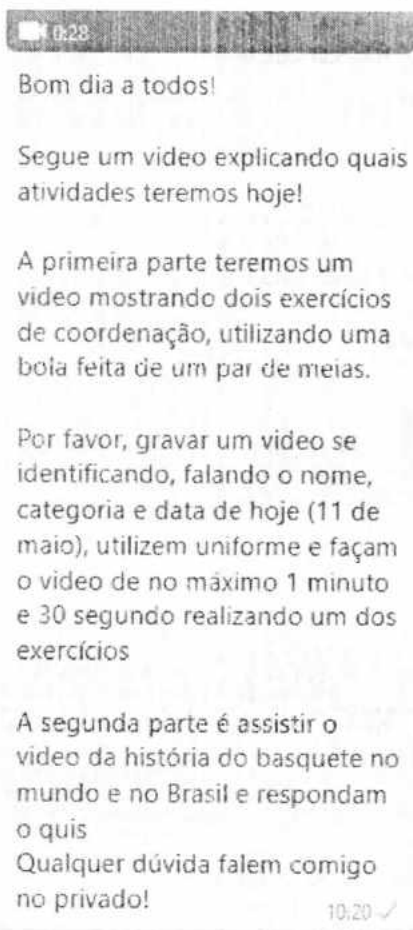 0:28
Bom dia a todos!
Segue um video explicando quais
atividades teremos hoje!
A primeira parte teremos um
video mostrando dois exercícios
de coordenação, utilizando uma
bola feita de um par de meias.
Por favor, gravar um video se
identificando, falando o nome,
categoria e data de hoje (11 de
maio), utilizem uniforme e façam
o video de no máximo 1 minuto
e 30 segundo realizando um dos
exercícios
A segunda parte é assistir o
video da história do basquete no
mundo e no Brasil e respondam
o quis
Qualquer dúvida falem comigo
no privado!
10:20